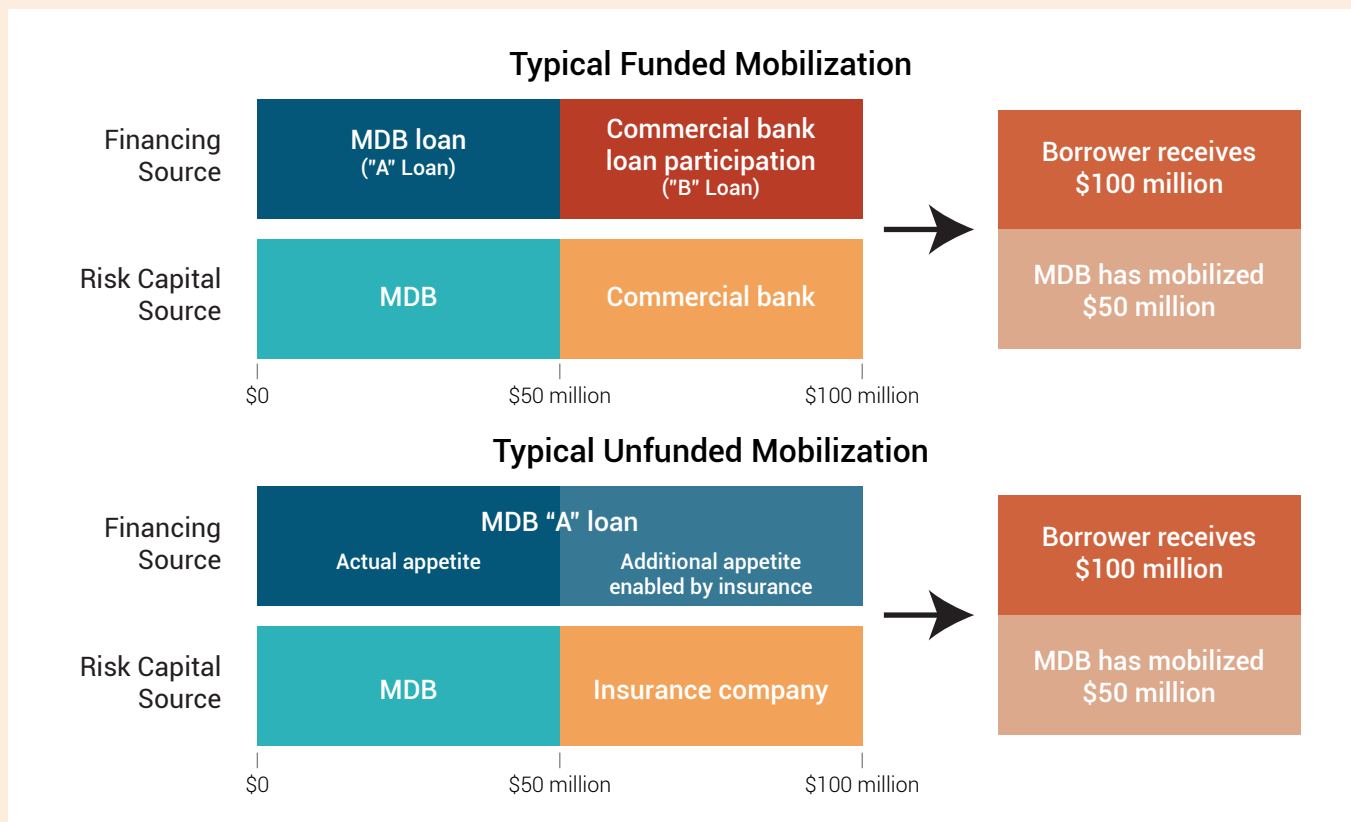 Typical Funded Mobilization
Financing
Source
MDB loan
("A" Loan)
Commercial bank
loan participation
("B" Loan)
Risk Capital
Source
MDB
Commercial bank
$0
$50 million
$100 million
Borrower receives
$100 million
MDB has mobilized
$50 million
Typical Unfunded Mobilization
Financing
Source
MDB “A” loan
Actual appetite
Additional appetite
enabled by insurance
Risk Capital
Source
MDB
Insurance company
$0
$50 million
$100 million
Borrower receives
$100 million
MDB has mobilized
$50 million